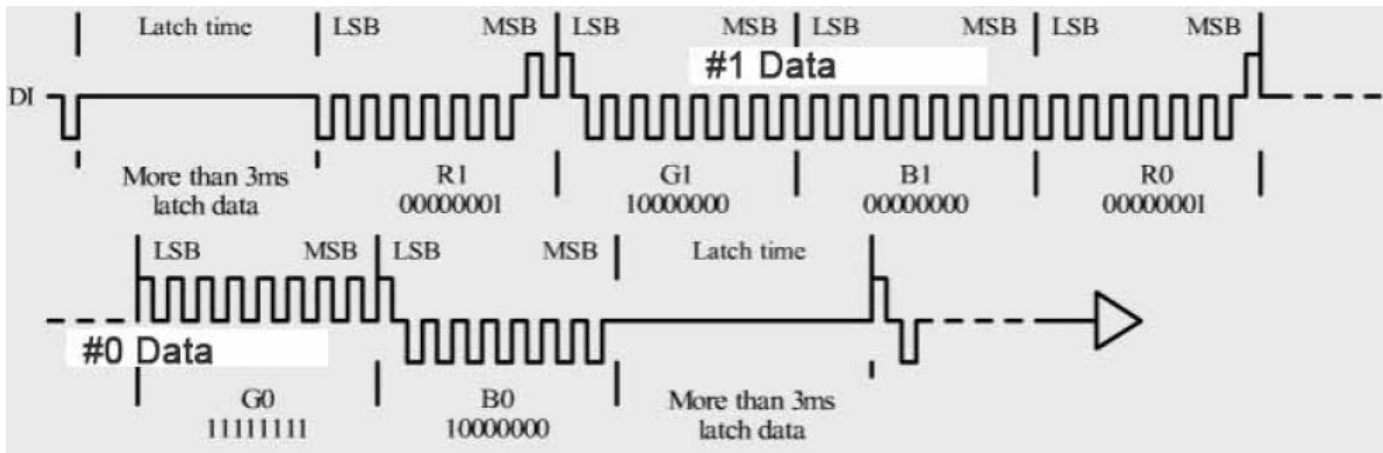 Latch time LSB MSB LSB MSB LSB MSB LSB MSB
#1 Data
DI
More than 3ms R1 G1 B1 R0
latch data 00000001 10000000 00000000 00000001
LSB MSB LSB MSB Latch time
#0 Data
G0 B0 More than 3ms
11111111 10000000 latch data